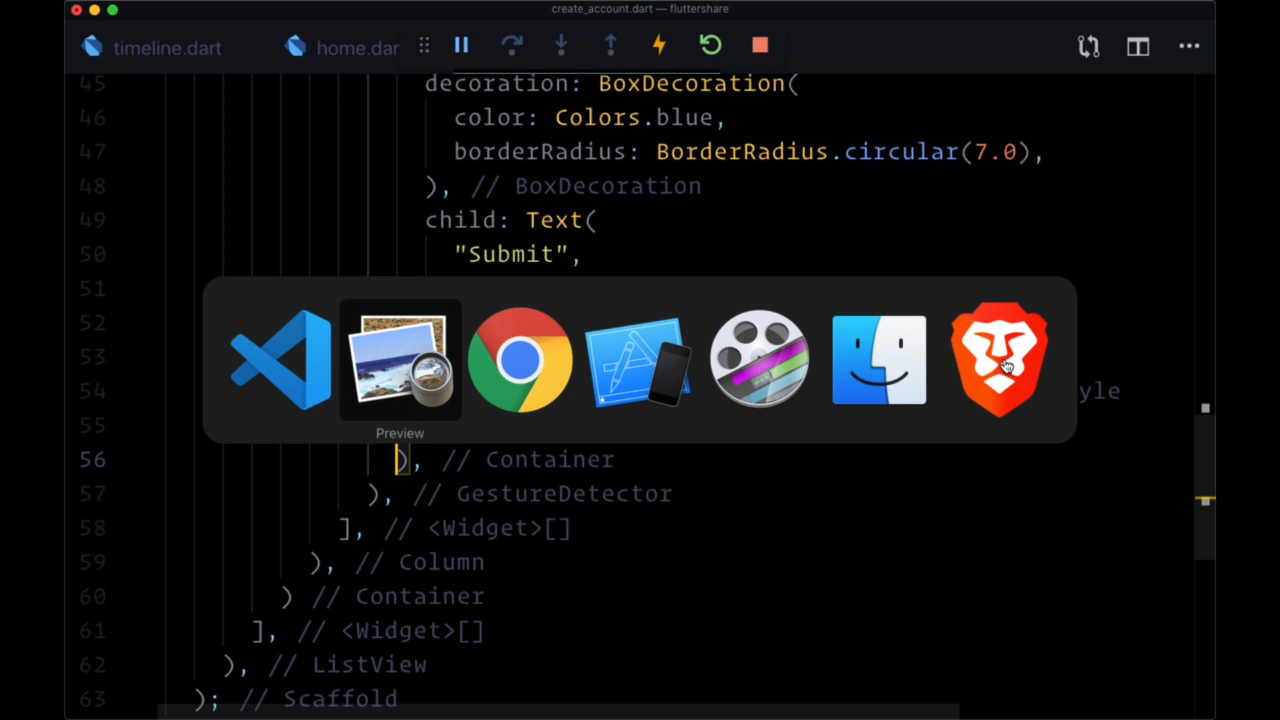 create_account.dart — fluttershare
timeline.dart home.dar
45 decoration: BoxDecoration(
46 color: Colors.blue,
47 borderRadius: BorderRadius.circular(7.0),
48 ), // BoxDecoration
49 child: Text(
50 "Submit",
51
52
53
54 yle
55
Preview
56 ), // Container
57 ), // GestureDetector
58 ], // <Widget>[]
59 ), // Column
60 ) // Container
61 ], // <Widget>[]
62 ), // ListView
63 ); // Scaffold